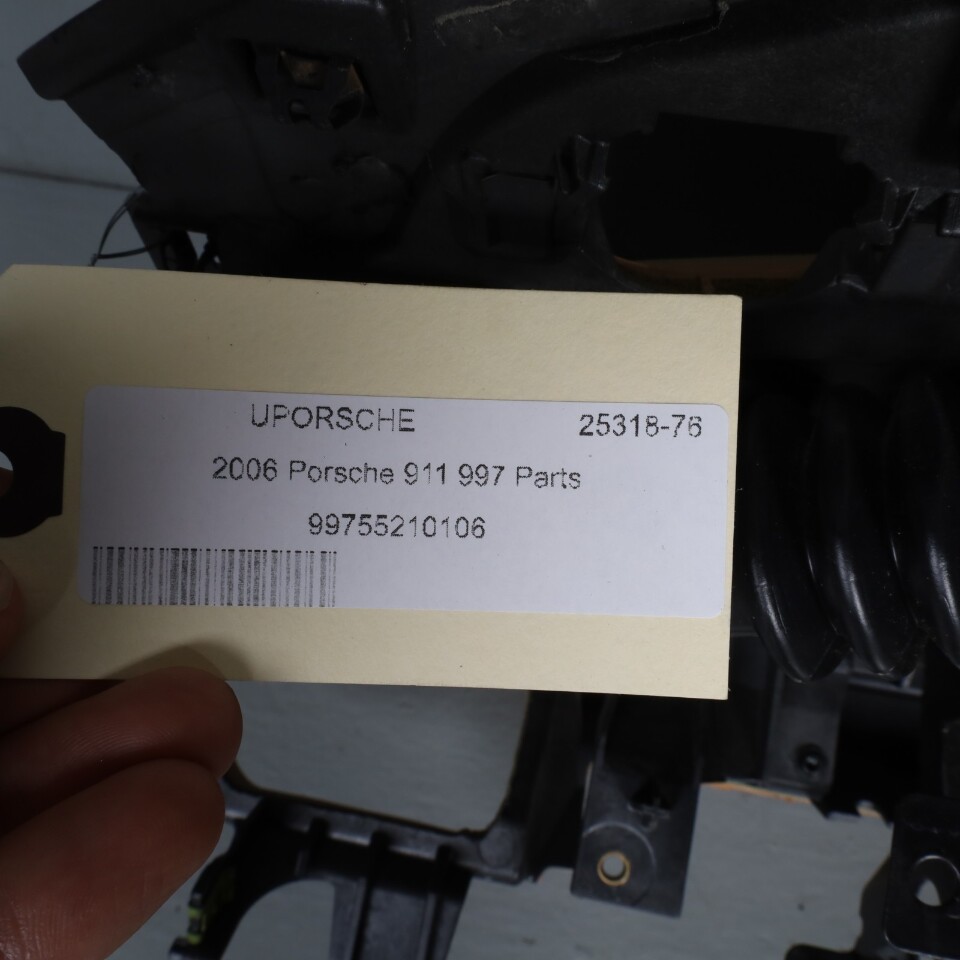 UPORSCHE 25318-76
2006 Porsche 911 997 Parts
99755210106